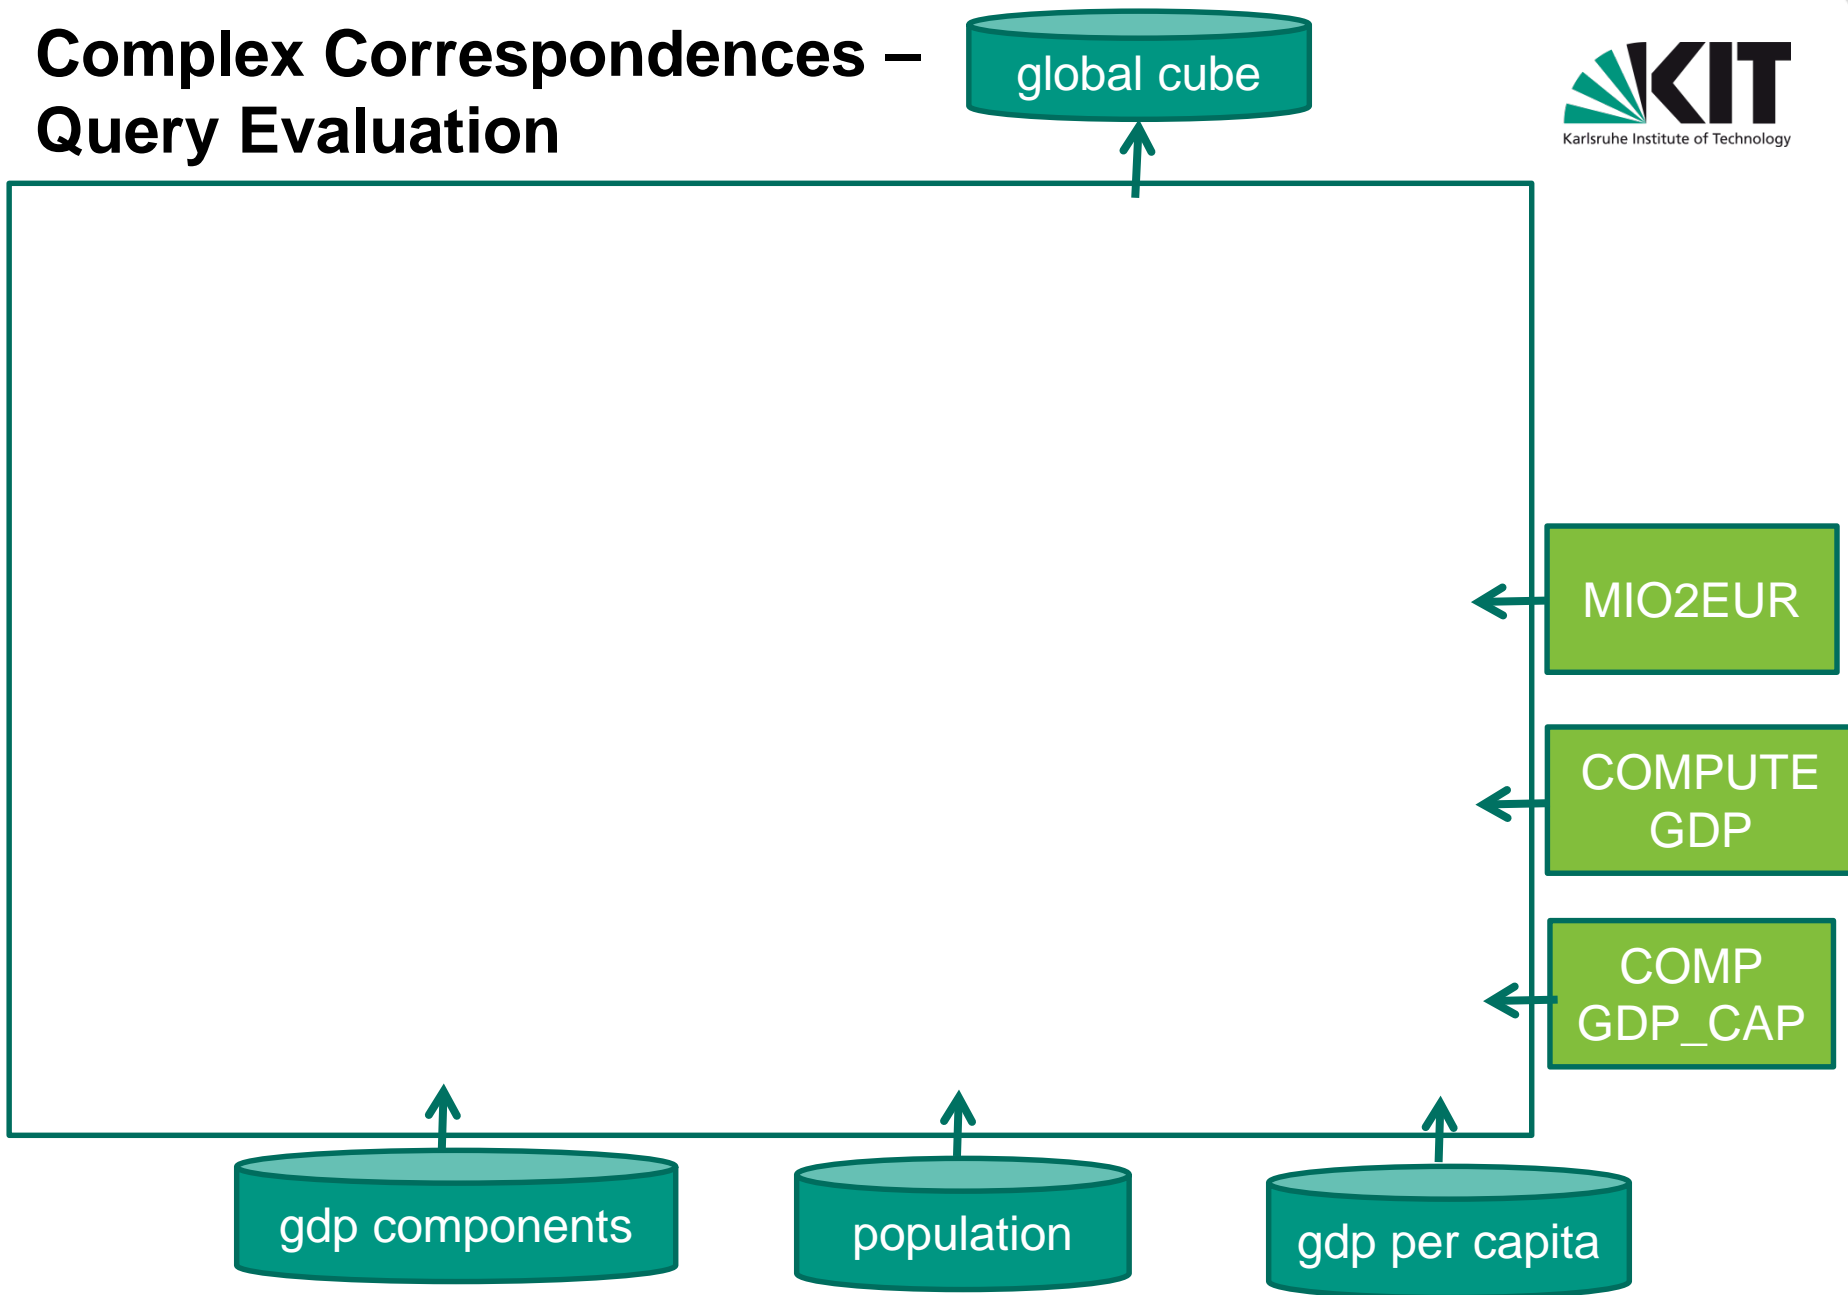 Complex Correspondences –
Query Evaluation
global cube
KIT
Karlsruhe Institute of Technology
MIO2EUR
COMPUTE
GDP
COMP
GDP_CAP
gdp components
population
gdp per capita